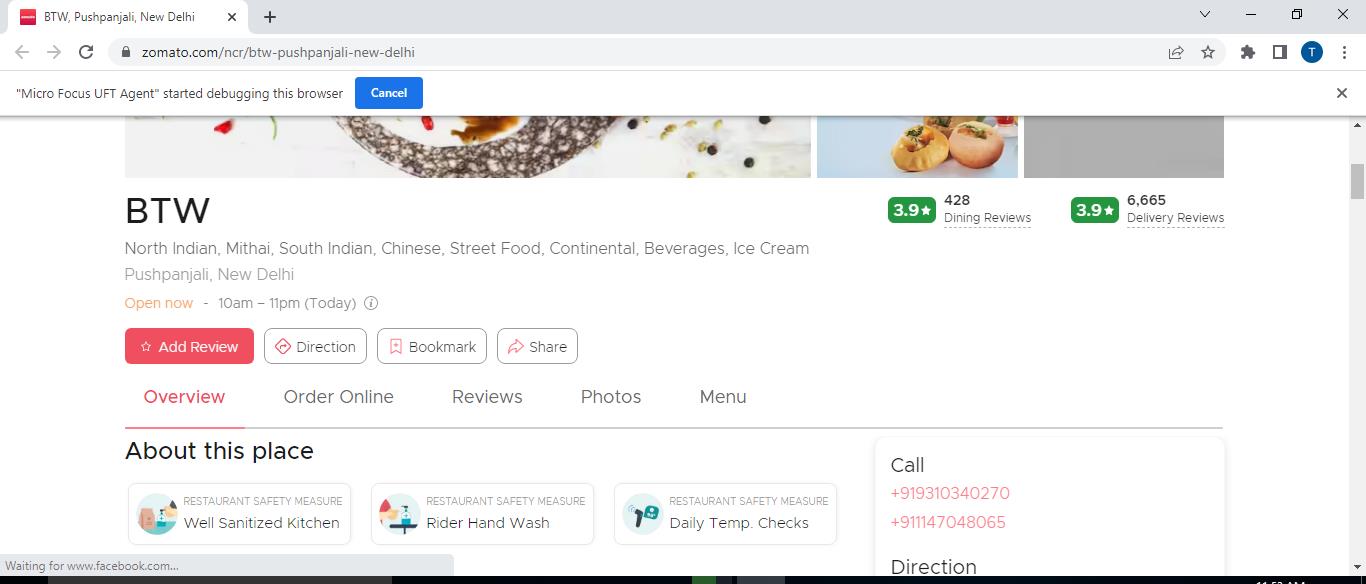 BTW, Pushpanjali, New Delhi
zomato.com/ncr/btw-pushpanjali-new-delhi
T
"Micro Focus UFT Agent" started debugging this browser
Cancel
BTW
3.9
428
Dining Reviews
3.9
6,665
Delivery Reviews
North Indian, Mithai, South Indian, Chinese, Street Food, Continental, Beverages, Ice Cream
Pushpanjali, New Delhi
Open now - 10am – 11pm (Today)
Add Review
Direction
Bookmark
Share
Overview
Order Online
Reviews
Photos
Menu
About this place
RESTAURANT SAFETY MEASURE
Well Sanitized Kitchen
RESTAURANT SAFETY MEASURE
Rider Hand Wash
RESTAURANT SAFETY MEASURE
Daily Temp. Checks
Call
+919310340270
+911147048065
Direction
Waiting for www.facebook.com...